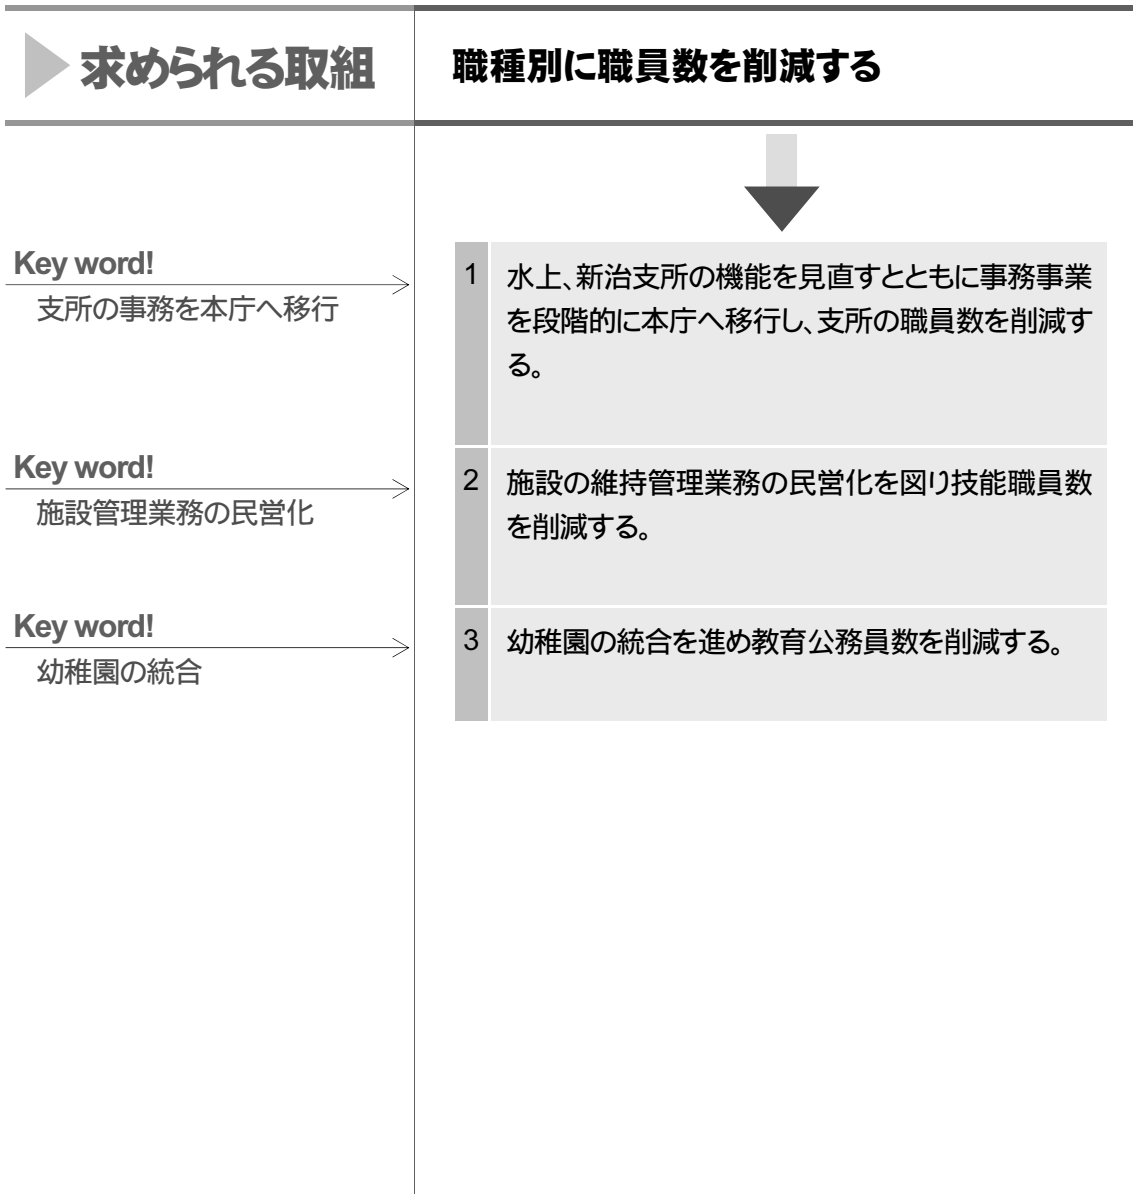 求められる取組
職種別に職員数を削減する
Key word!
支所の事務を本庁へ移行
1
水上、新治支所の機能を見直すとともに事務事業
を段階的に本庁へ移行し、支所の職員数を削減す
る。
Key word!
施設管理業務の民営化
2
施設の維持管理業務の民営化を図り技能職員数
を削減する。
Key word!
幼稚園の統合
3
幼稚園の統合を進め教育公務員数を削減する。